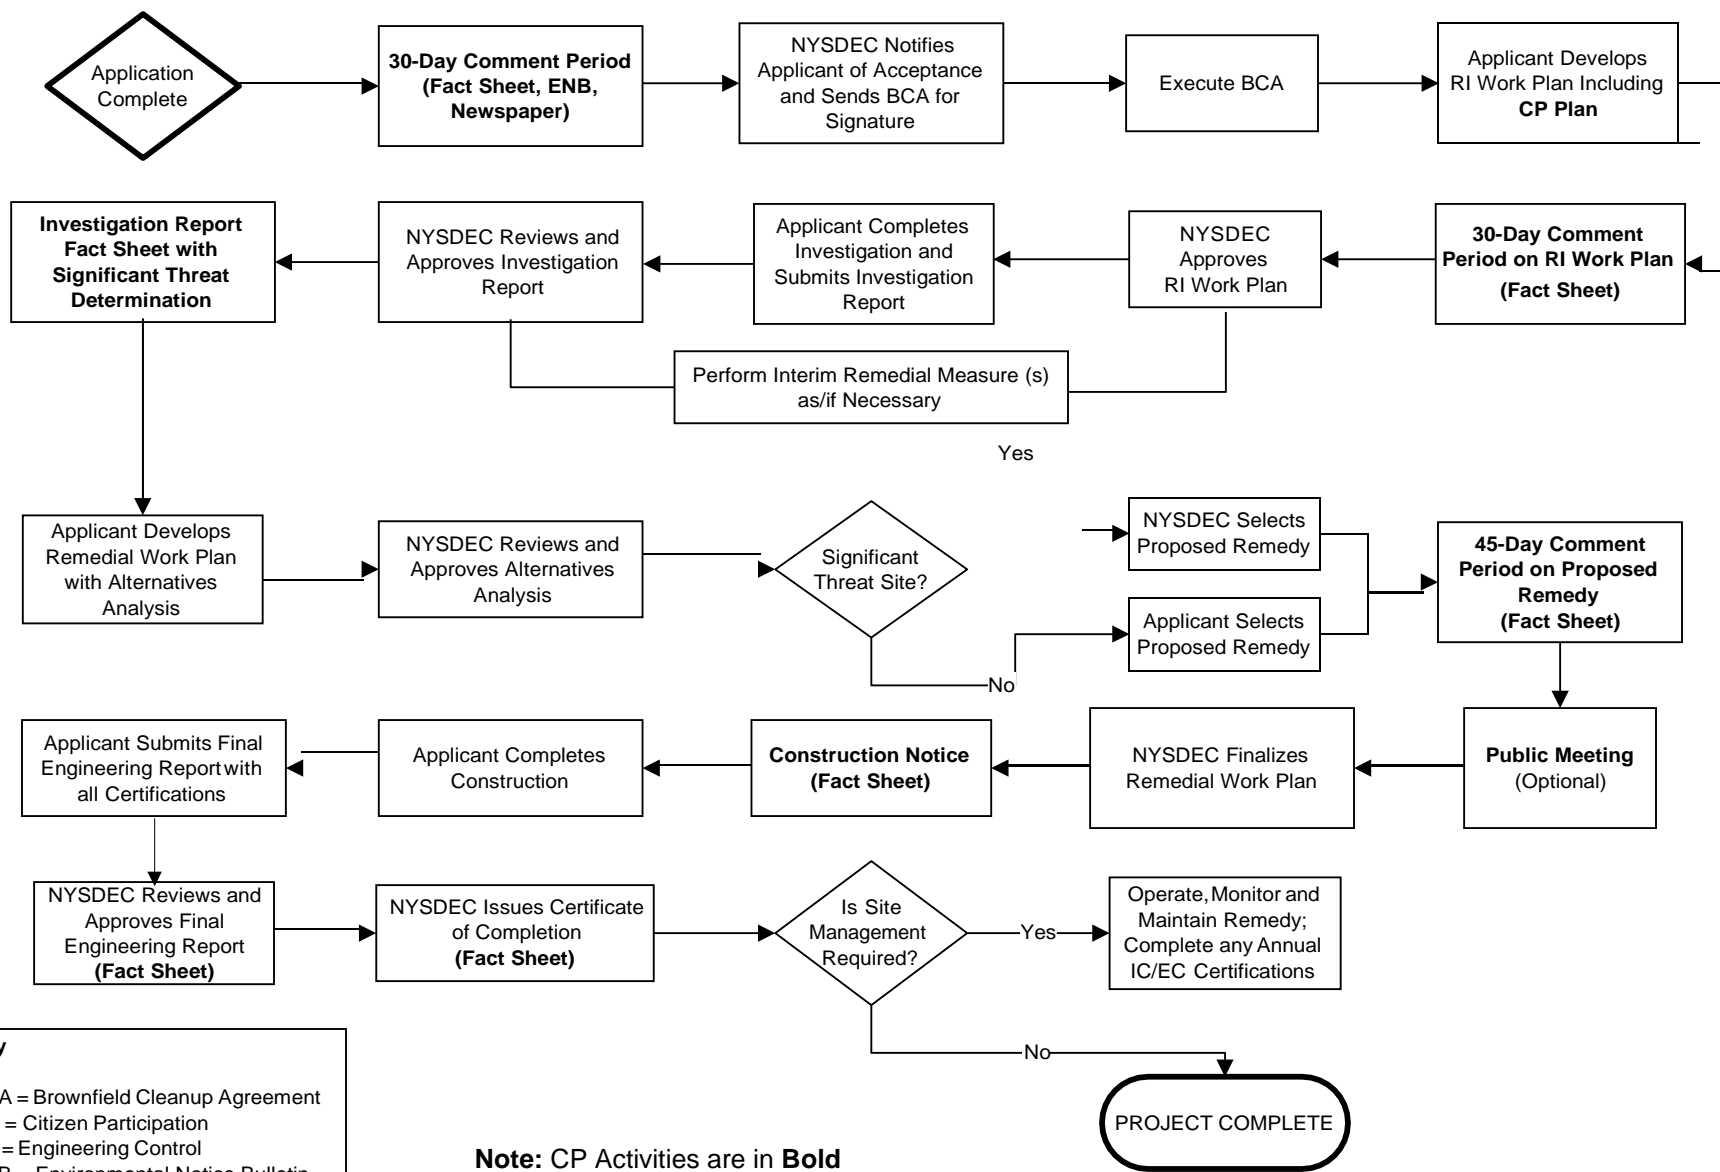 Application
Complete
30-Day Comment Period
(Fact Sheet, ENB,
Newspaper)
NYSDEC Notifies
Applicant of Acceptance
and Sends BCA for
Signature
Execute BCA
Applicant Develops
RI Work Plan Including
CP Plan
30-Day Comment
Period on RI Work Plan
(Fact Sheet)
NYSDEC
Approves
RI Work Plan
Applicant Completes
Investigation and
Submits Investigation
Report
NYSDEC Reviews and
Approves Investigation
Report
Investigation Report
Fact Sheet with
Significant Threat
Determination
Perform Interim Remedial Measure (s)
as/if Necessary
Applicant Develops
Remedial Work Plan
with Alternatives
Analysis
NYSDEC Reviews and
Approves Alternatives
Analysis
Significant
Threat Site?
Yes
NYSDEC Selects
Proposed Remedy
No
Applicant Selects
Proposed Remedy
45-Day Comment
Period on Proposed
Remedy
(Fact Sheet)
Public Meeting
(Optional)
NYSDEC Finalizes
Remedial Work Plan
Construction Notice
(Fact Sheet)
Applicant Completes
Construction
Applicant Submits Final
Engineering Report with
all Certifications
NYSDEC Reviews and
Approves Final
Engineering Report
(Fact Sheet)
NYSDEC Issues Certificate
of Completion
(Fact Sheet)
Is Site
Management
Required?
Yes
Operate, Monitor and
Maintain Remedy;
Complete any Annual
IC/EC Certifications
No
PROJECT COMPLETE
y
A = Brownfield Cleanup Agreement
= Citizen Participation
= Engineering Control
B = Environmental Notice Bulletin
Note: CP Activities are in Bold